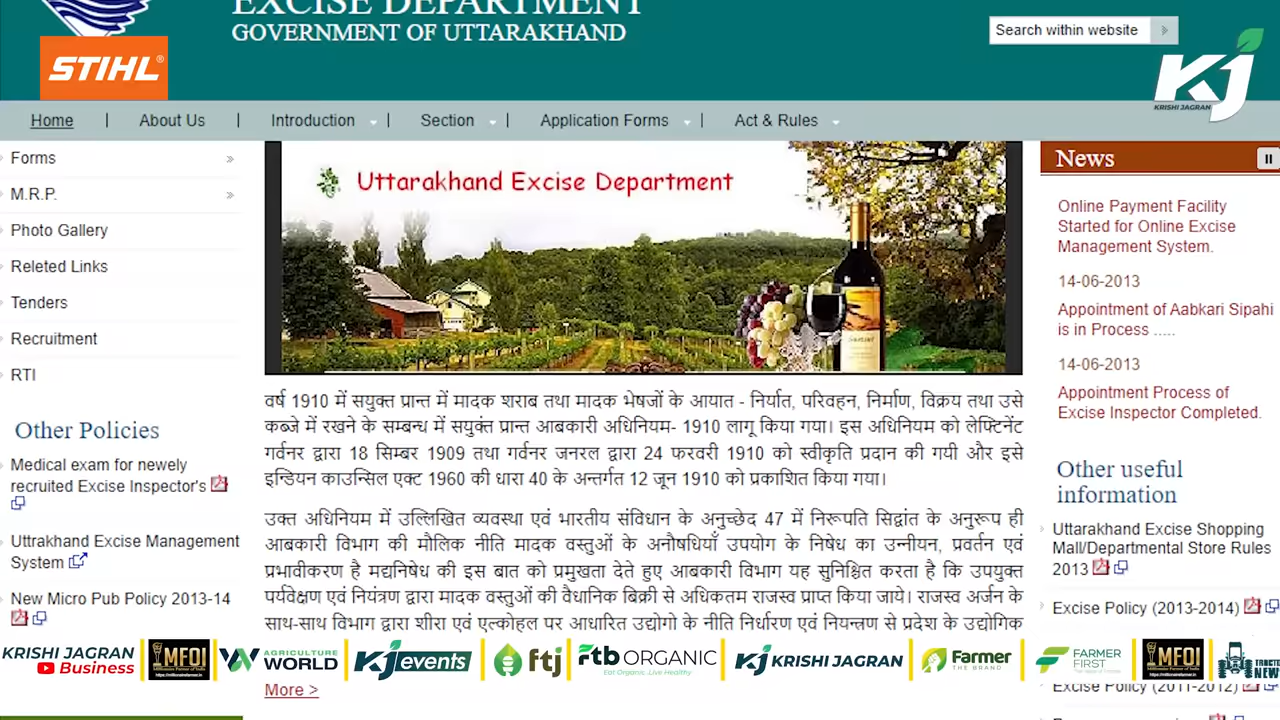 EXCISE DEPARTMENT
GOVERNMENT OF UTTARAKHAND
Search within website
STIHL®
KJ
KRISHI JAGRAN
Home | About Us | Introduction | Section | Application Forms | Act & Rules
Forms
M.R.P.
Photo Gallery
Releted Links
Tenders
Recruitment
RTI
Other Policies
Medical exam for newly
recruited Excise Inspector's
Uttrakhand Excise Management
System
New Micro Pub Policy 2013-14
Uttarakhand Excise Department
वर्ष 1910 में सयुक्त प्रान्त में मादक शराब तथा मादक भेषजों के आयात - निर्यात, परिवहन, निर्माण, विक्रय तथा उसे
कब्जे में रखने के सम्बन्ध में सयुक्ंत प्रान्त आबकारी अधिनियम- 1910 लागू किया गया। इस अधिनियम को लेफ्टिनेंट
गर्वनर द्वारा 18 सिम्बर 1909 तथा गर्वनर जनरल द्वारा 24 फरवरी 1910 को स्वीकृति प्रदान की गयी और इसे
इन्डियन काउन्सिल एक्ट 1960 की धारा 40 के अन्तर्गत 12 जून 1910 को प्रकाशित किया गया।
उक्त अधिनियम में उल्लिखित व्यवस्था एवं भारतीय संविधान के अनुच्छेद 47 में निरूपति सिद्वांत के अनुरूप ही
आबकारी विभाग की मौलिक नीति मादक वस्तुओं के अनौषधियाँ उपयोग के निषेध का उन्नीयन, प्रवर्तन एवं
प्रभावीकरण है मद्यनिषेध की इस बात को प्रमुखता देते हुए आबकारी विभाग यह सुनिश्चित करता है कि उपयुक्त
पर्यवेक्षण एवं नियंत्रण द्वारा मादक वस्तुओं की वैधानिक बिक्री से अधिकतम राजस्व प्राप्त किया जाये। राजस्व अर्जन के
साथ-साथ विभाग द्वारा शीरा एवं एल्कोहल पर आधारित उद्योगो के नीति निर्धारण एवं नियन्त्रण से प्रदेश के उद्योगिक
More >
News
Online Payment Facility
Started for Online Excise
Management System.
14-06-2013
Appointment of Aabkari Sipahi
is in Process .....
14-06-2013
Appointment Process of
Excise Inspector Completed.
Other useful
information
Uttarakhand Excise Shopping
Mall/Departmental Store Rules
2013
Excise Policy (2013-2014)
Excise Policy (2011-2012)
KRISHI JAGRAN
Business
MFOI
AGRICULTURE
WORLD
KJ events
ftj
ftb ORGANIC
Eat Organic .Live Healthy
KJ KRISHI JAGRAN
Farmer
THE BRAND
FARMER
FIRST
MFOI